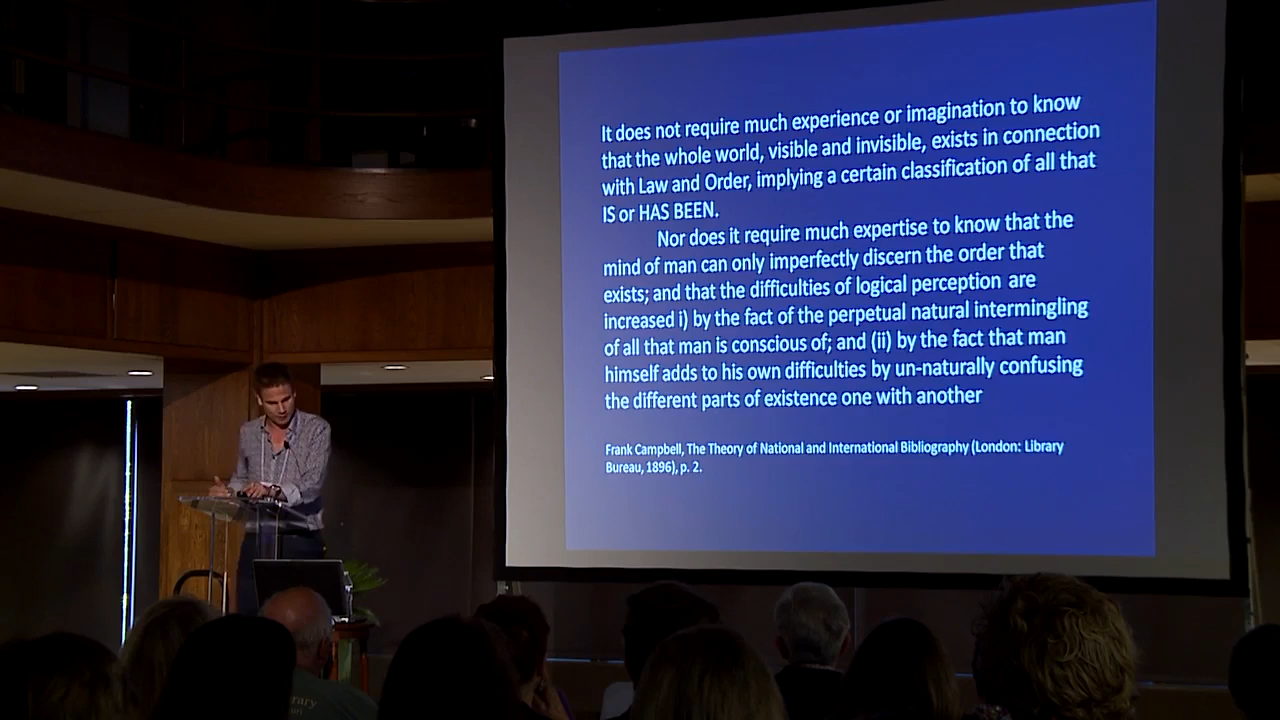 It does not require much experience or imagination to know
that the whole world, visible and invisible, exists in connection
with Law and Order, implying a certain classification of all that
IS or HAS BEEN.
Nor does it require much expertise to know that the
mind of man can only imperfectly discern the order that
exists; and that the difficulties of logical perception are
increased i) by the fact of the perpetual natural intermingling
of all that man is conscious of; and (ii) by the fact that man
himself adds to his own difficulties by un-naturally confusing
the different parts of existence one with another
Frank Campbell, The Theory of National and International Bibliography (London: Library
Bureau, 1896), p. 2.